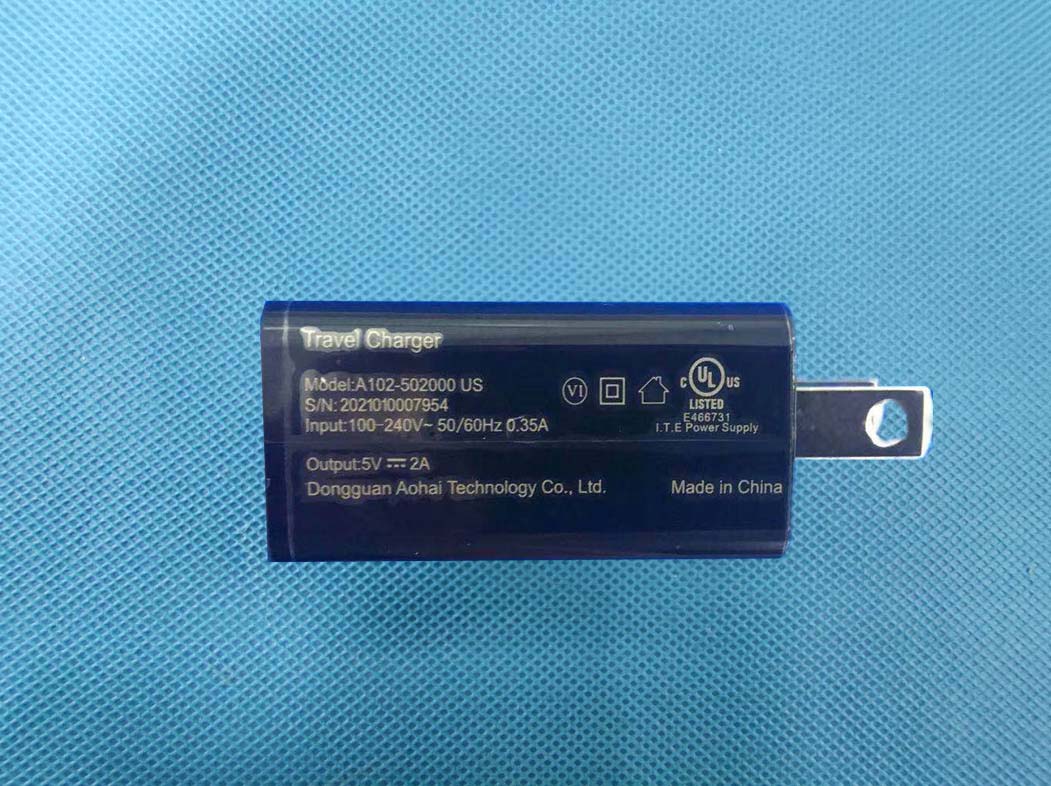 Travel Charger
Model:A102-502000 US
S/N: 2021010007954
Input:100-240V~ 50/60Hz 0.35A
Output:5V ⎓ 2A
Dongguan Aohai Technology Co., Ltd.
VI
C UL US
LISTED
E466731
I.T.E Power Supply
Made in China